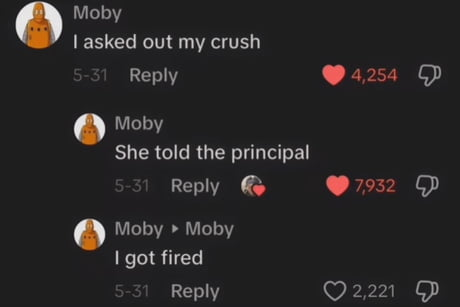 Moby
I asked out my crush
5-31 Reply 4,254
Moby
She told the principal
5-31 Reply 7,932
Moby ▸ Moby
I got fired
5-31 Reply 2,221